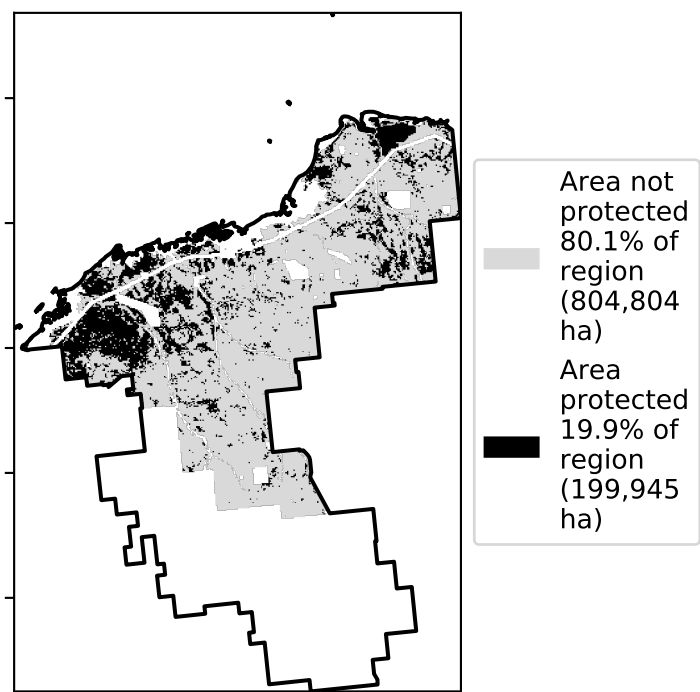 Area not
protected
80.1% of
region
(804,804
ha)
Area
protected
19.9% of
region
(199,945
ha)